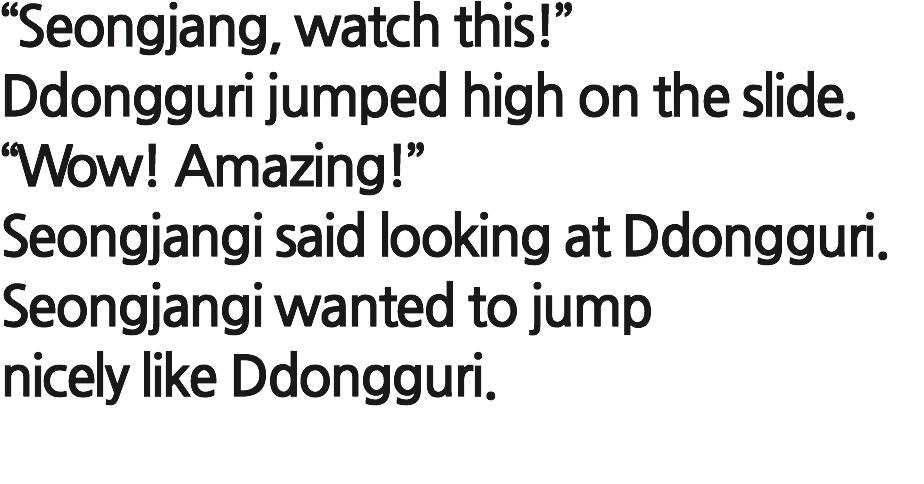 “Seongjang, watch this!”
Ddongguri jumped high on the slide.
“Wow! Amazing!”
Seongjangi said looking at Ddongguri.
Seongjangi wanted to jump
nicely like Ddongguri.